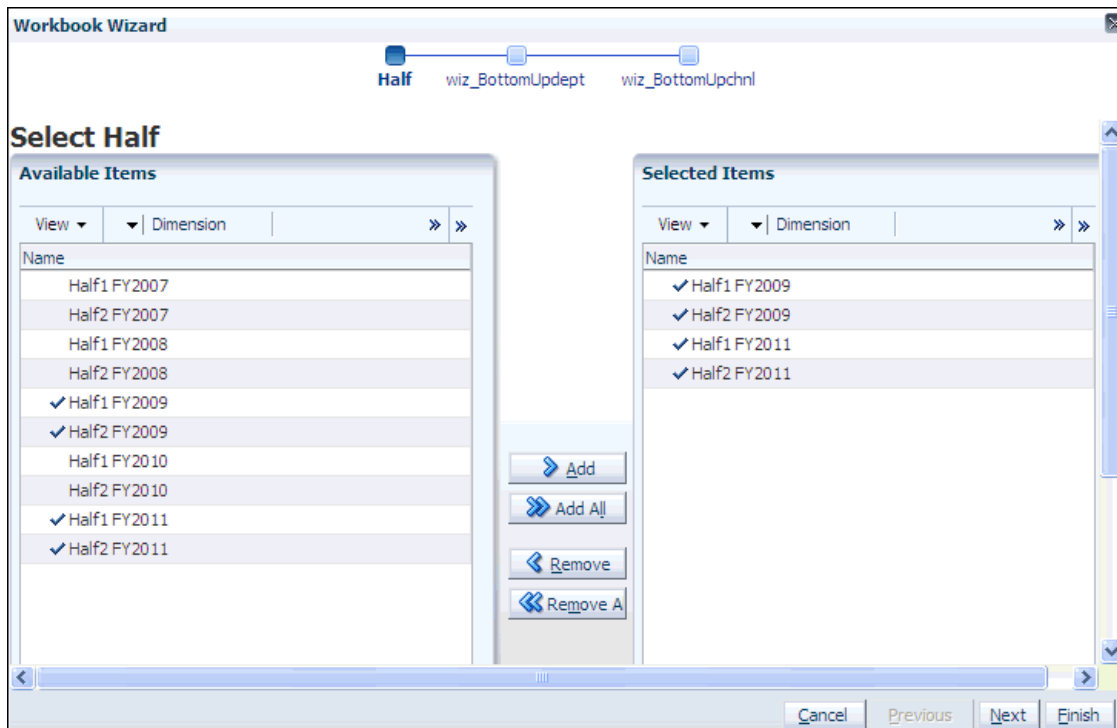 Workbook Wizard
Half wiz_BottomUpdept wiz_BottomUpchnl
Select Half
Available Items
View Dimension
Name
Half1 FY2007
Half2 FY2007
Half1 FY2008
Half2 FY2008
Half1 FY2009
Half2 FY2009
Half1 FY2010
Half2 FY2010
Half1 FY2011
Half2 FY2011
Add
Add All
Remove
Remove A
Selected Items
View Dimension
Name
Half1 FY2009
Half2 FY2009
Half1 FY2011
Half2 FY2011
Cancel Previous Next Finish